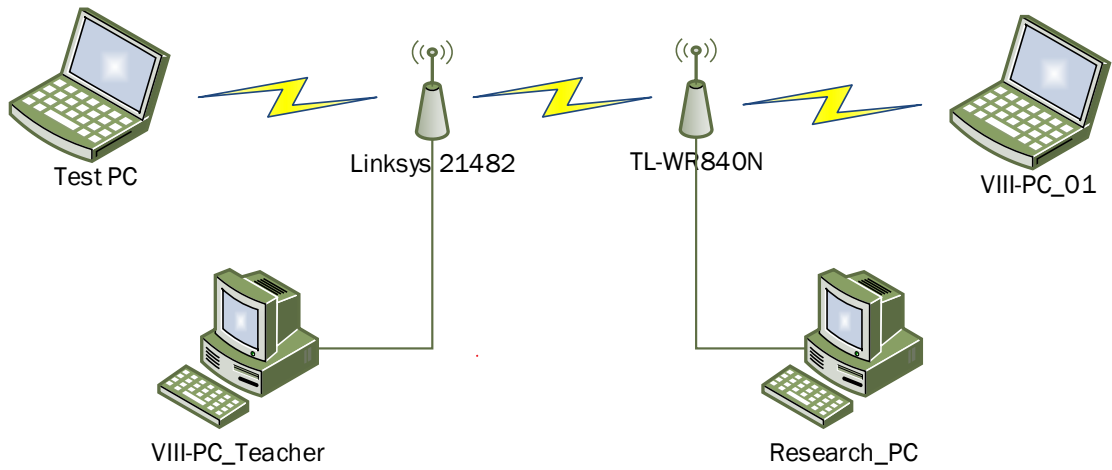 Test PC
Linksys 21482
TL-WR840N
VIII-PC_01
VIII-PC_Teacher
Research_PC